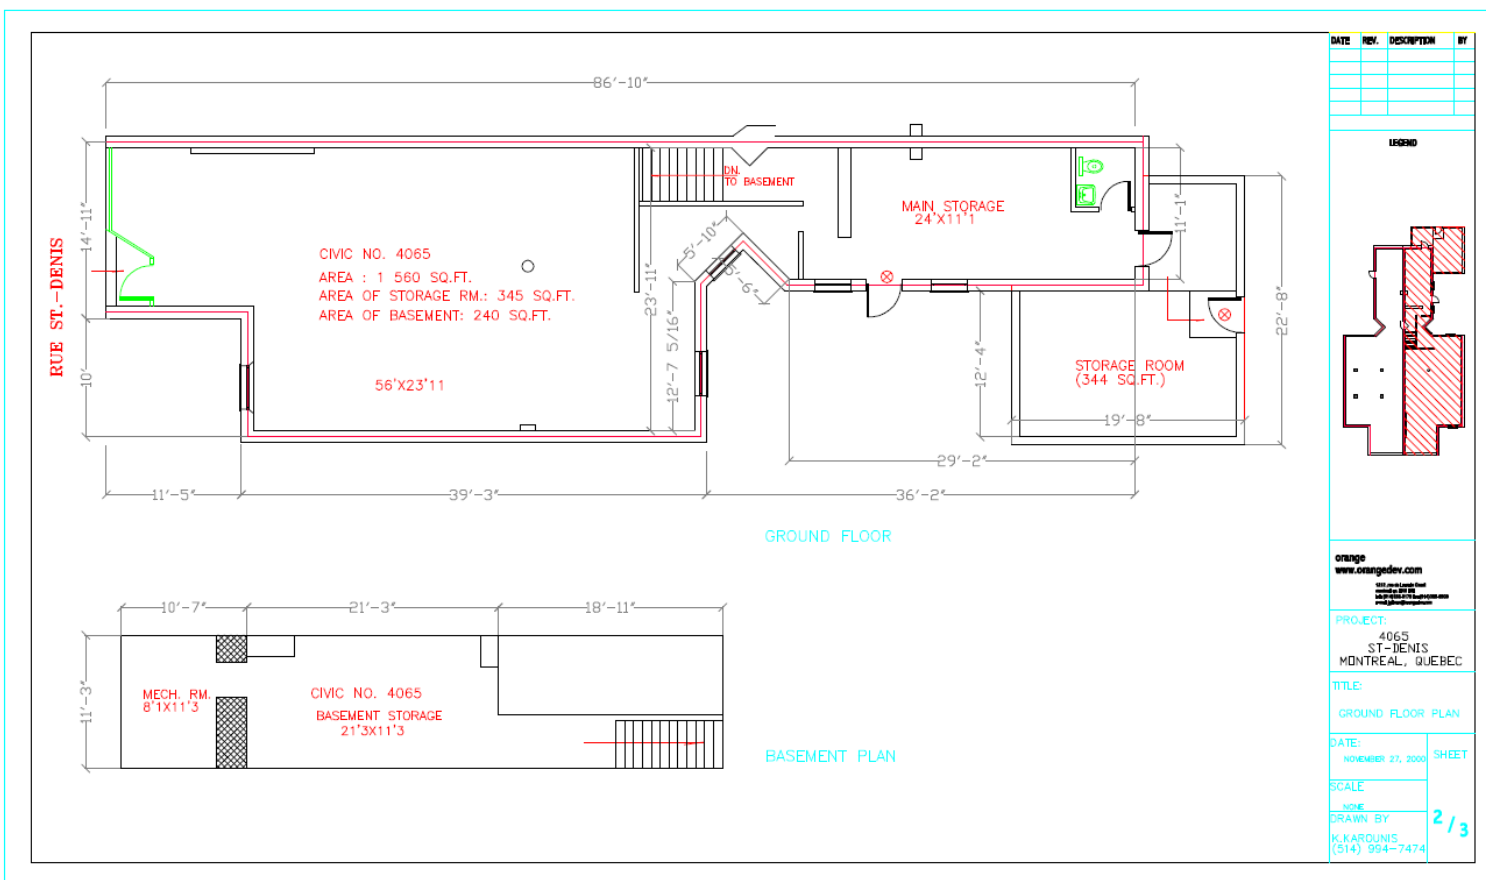 DATE REV. DESCRIPTION BY
LEGEND
86'-10"
14'-11"
10'
RUE ST.-DENIS
DN.
TO BASEMENT
MAIN STORAGE
24'X11'1
11'-1"
22'-8"
CIVIC NO. 4065
AREA : 1 560 SQ.FT.
AREA OF STORAGE RM.: 345 SQ.FT.
AREA OF BASEMENT: 240 SQ.FT.
56'X23'11
23'-11"
5'-10"
5'-6"
12'-7 5/16"
12'-4"
STORAGE ROOM
(344 SQ.FT.)
19'-8"
29'-2"
11'-5"
39'-3"
36'-2"
GROUND FLOOR
10'-7"
21'-3"
18'-11"
11'-3"
MECH. RM.
8'1X11'3
CIVIC NO. 4065
BASEMENT STORAGE
21'3X11'3
BASEMENT PLAN
orange
www.orangedev.com
PROJECT:
4065
ST-DENIS
MONTREAL, QUEBEC
TITLE:
GROUND FLOOR PLAN
DATE:
NOVEMBER 27, 2000
SHEET
2/3
SCALE
NONE
DRAWN BY
K.KAROUNIS
(514) 994-7474